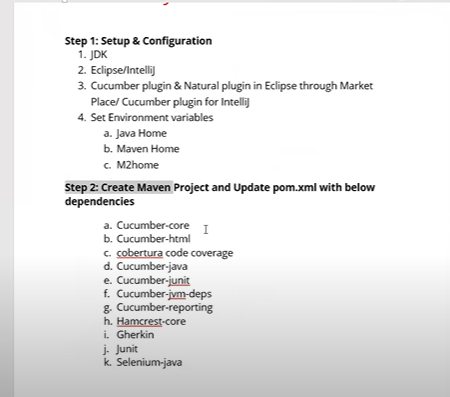 Step 1: Setup & Configuration
1. JDK
2. Eclipse/IntelliJ
3. Cucumber plugin & Natural plugin in Eclipse through Market
Place/ Cucumber plugin for IntelliJ
4. Set Environment variables
a. Java Home
b. Maven Home
c. M2home
Step 2: Create Maven Project and Update pom.xml with below
dependencies
a. Cucumber-core
b. Cucumber-html
c. cobertura code coverage
d. Cucumber-java
e. Cucumber-junit
f. Cucumber-jvm-deps
g. Cucumber-reporting
h. Hamcrest-core
i. Gherkin
j. Junit
k. Selenium-java